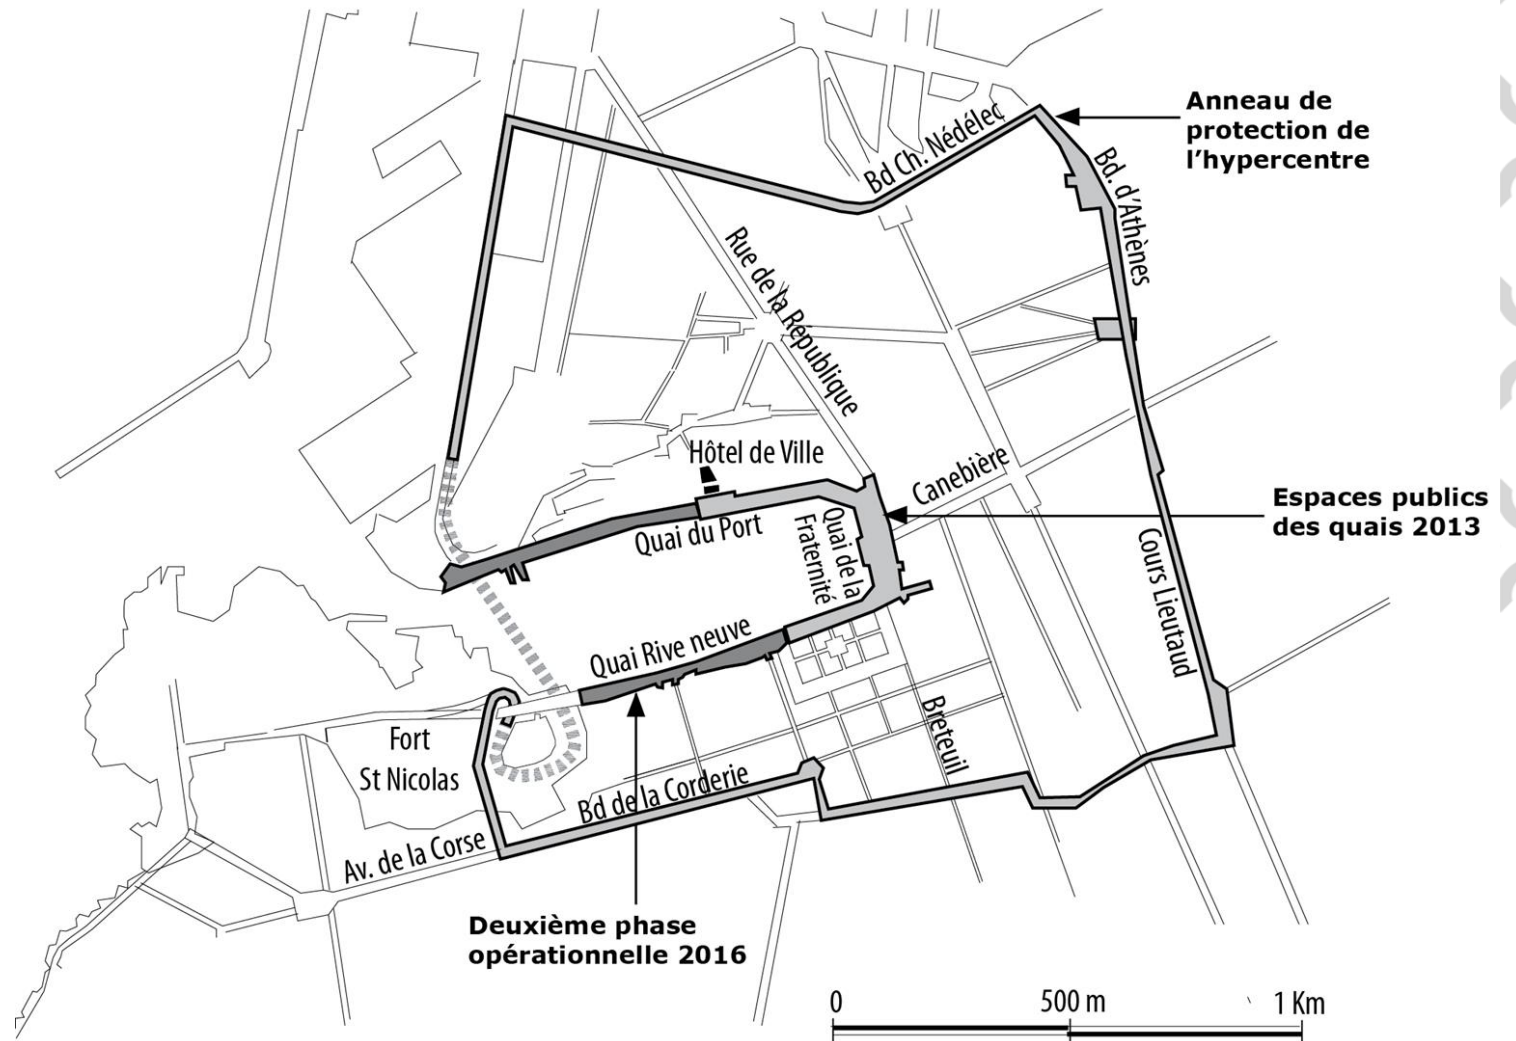 Anneau de
protection de
l'hypercentre
Bd Ch. Nédélec
Bd. d'Athènes
Rue de la République
Hôtel de Ville
Canebière
Espaces publics
des quais 2013
Quai du Port
Quai de la
Fraternité
Cours Lieutaud
Quai Rive neuve
Breteuil
Fort
St Nicolas
Bd de la Corderie
Av. de la Corse
Deuxième phase
opérationnelle 2016
0 500 m 1 Km